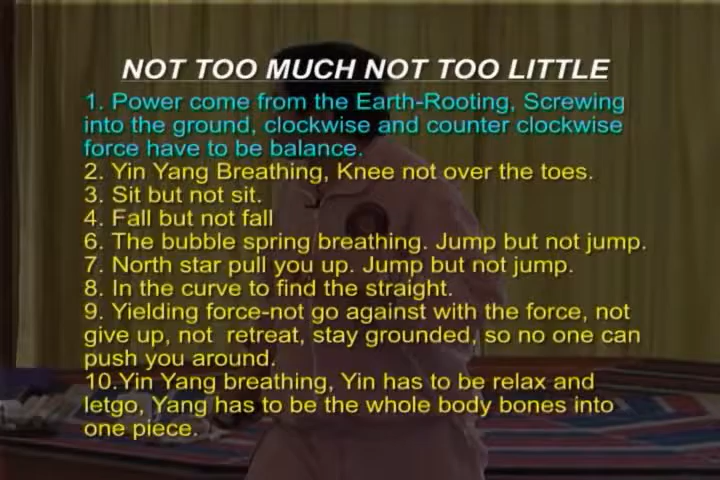 NOT TOO MUCH NOT TOO LITTLE
1. Power come from the Earth-Rooting, Screwing
into the ground, clockwise and counter clockwise
force have to be balance.
2. Yin Yang Breathing, Knee not over the toes.
3. Sit but not sit.
4. Fall but not fall
6. The bubble spring breathing. Jump but not jump.
7. North star pull you up. Jump but not jump.
8. In the curve to find the straight.
9. Yielding force-not go against with the force, not
give up, not retreat, stay grounded, so no one can
push you around.
10.Yin Yang breathing, Yin has to be relax and
letgo, Yang has to be the whole body bones into
one piece.